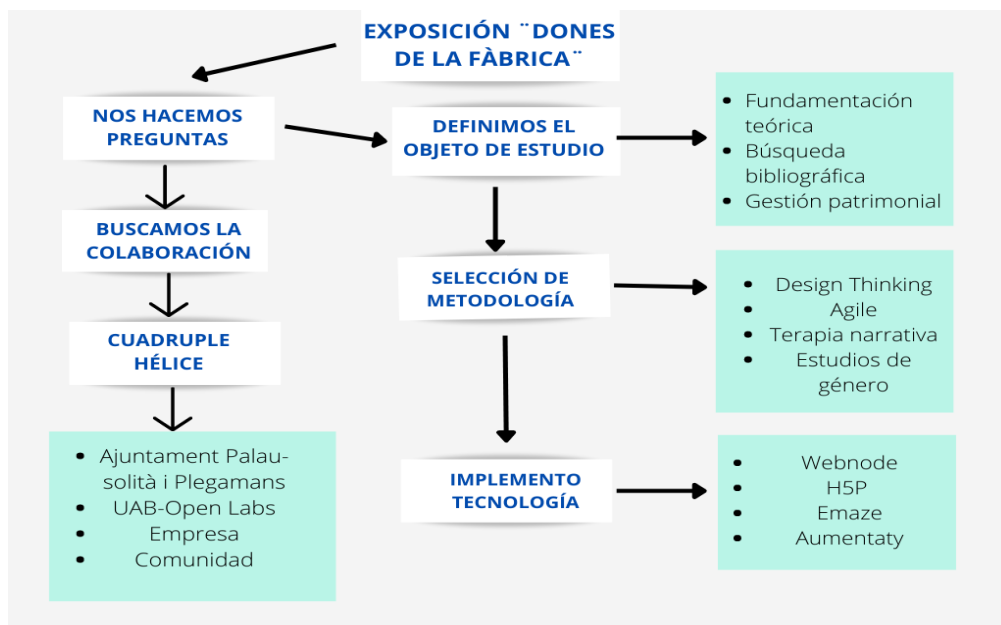 EXPOSICIÓN ¨DONES
DE LA FÀBRICA¨
NOS HACEMOS
PREGUNTAS
BUSCAMOS LA
COLABORACIÓN
CUADRUPLE
HÉLICE
• Ajuntament Palau-
solità i Plegamans
• UAB-Open Labs
• Empresa
• Comunidad
DEFINIMOS EL
OBJETO DE ESTUDIO
• Fundamentación
teórica
• Búsqueda
bibliográfica
• Gestión patrimonial
SELECCIÓN DE
METODOLOGÍA
• Design Thinking
• Agile
• Terapia narrativa
• Estudios de
género
IMPLEMENTO
TECNOLOGÍA
• Webnode
• H5P
• Emaze
• Aumentaty